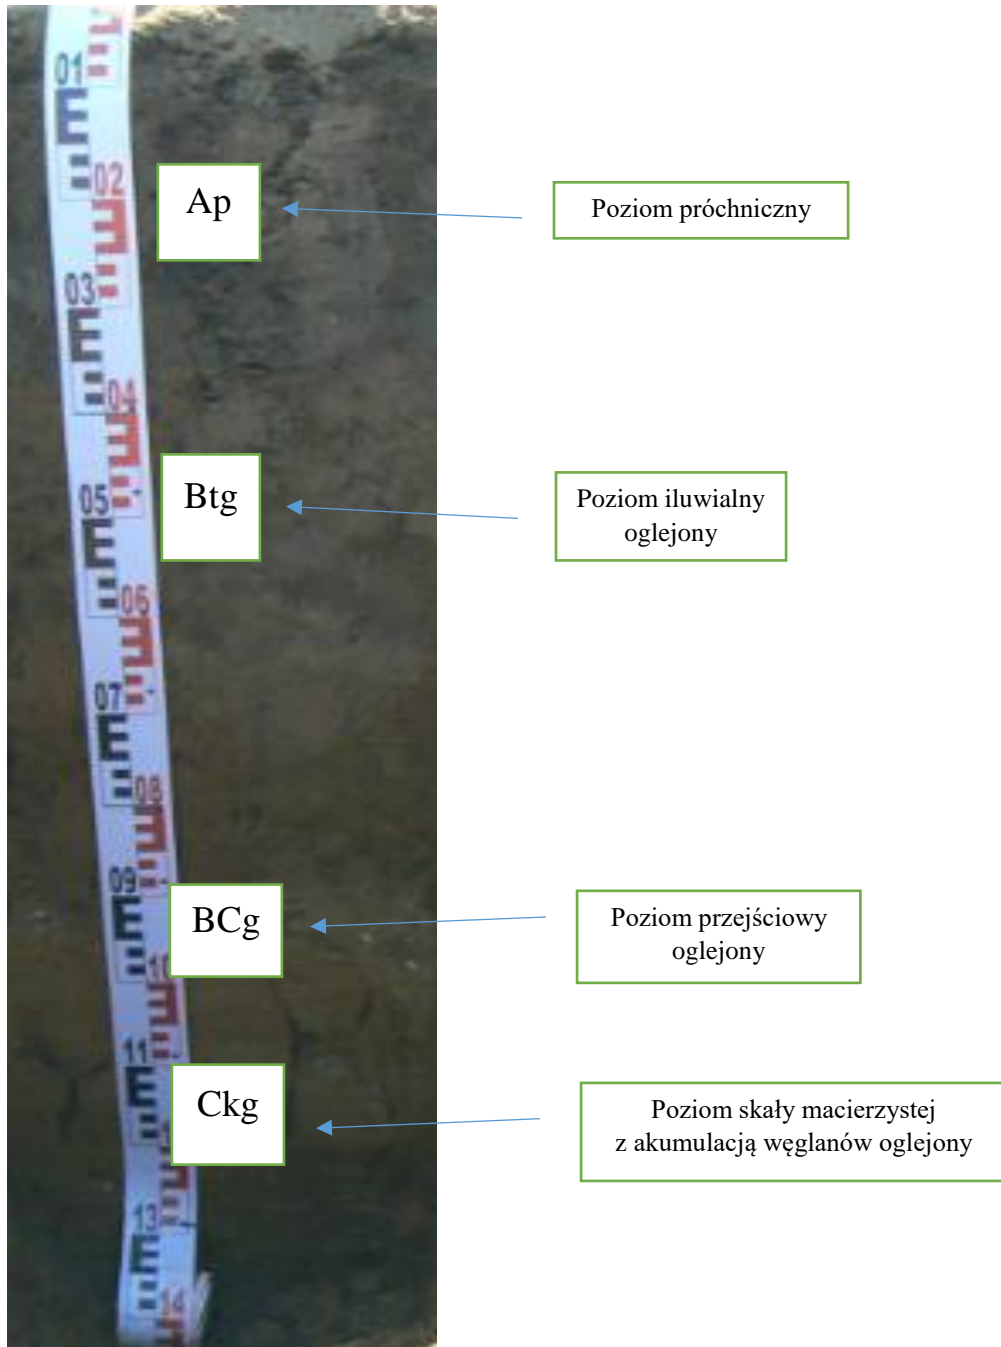 01
02
Ap
Poziom próchniczny
03
04
Btg
Poziom iluwialny
oglejony
05
06
07
08
09
BCg
Poziom przejściowy
oglejony
11
Ckg
Poziom skały macierzystej
z akumulacją węglanów oglejony
13
14